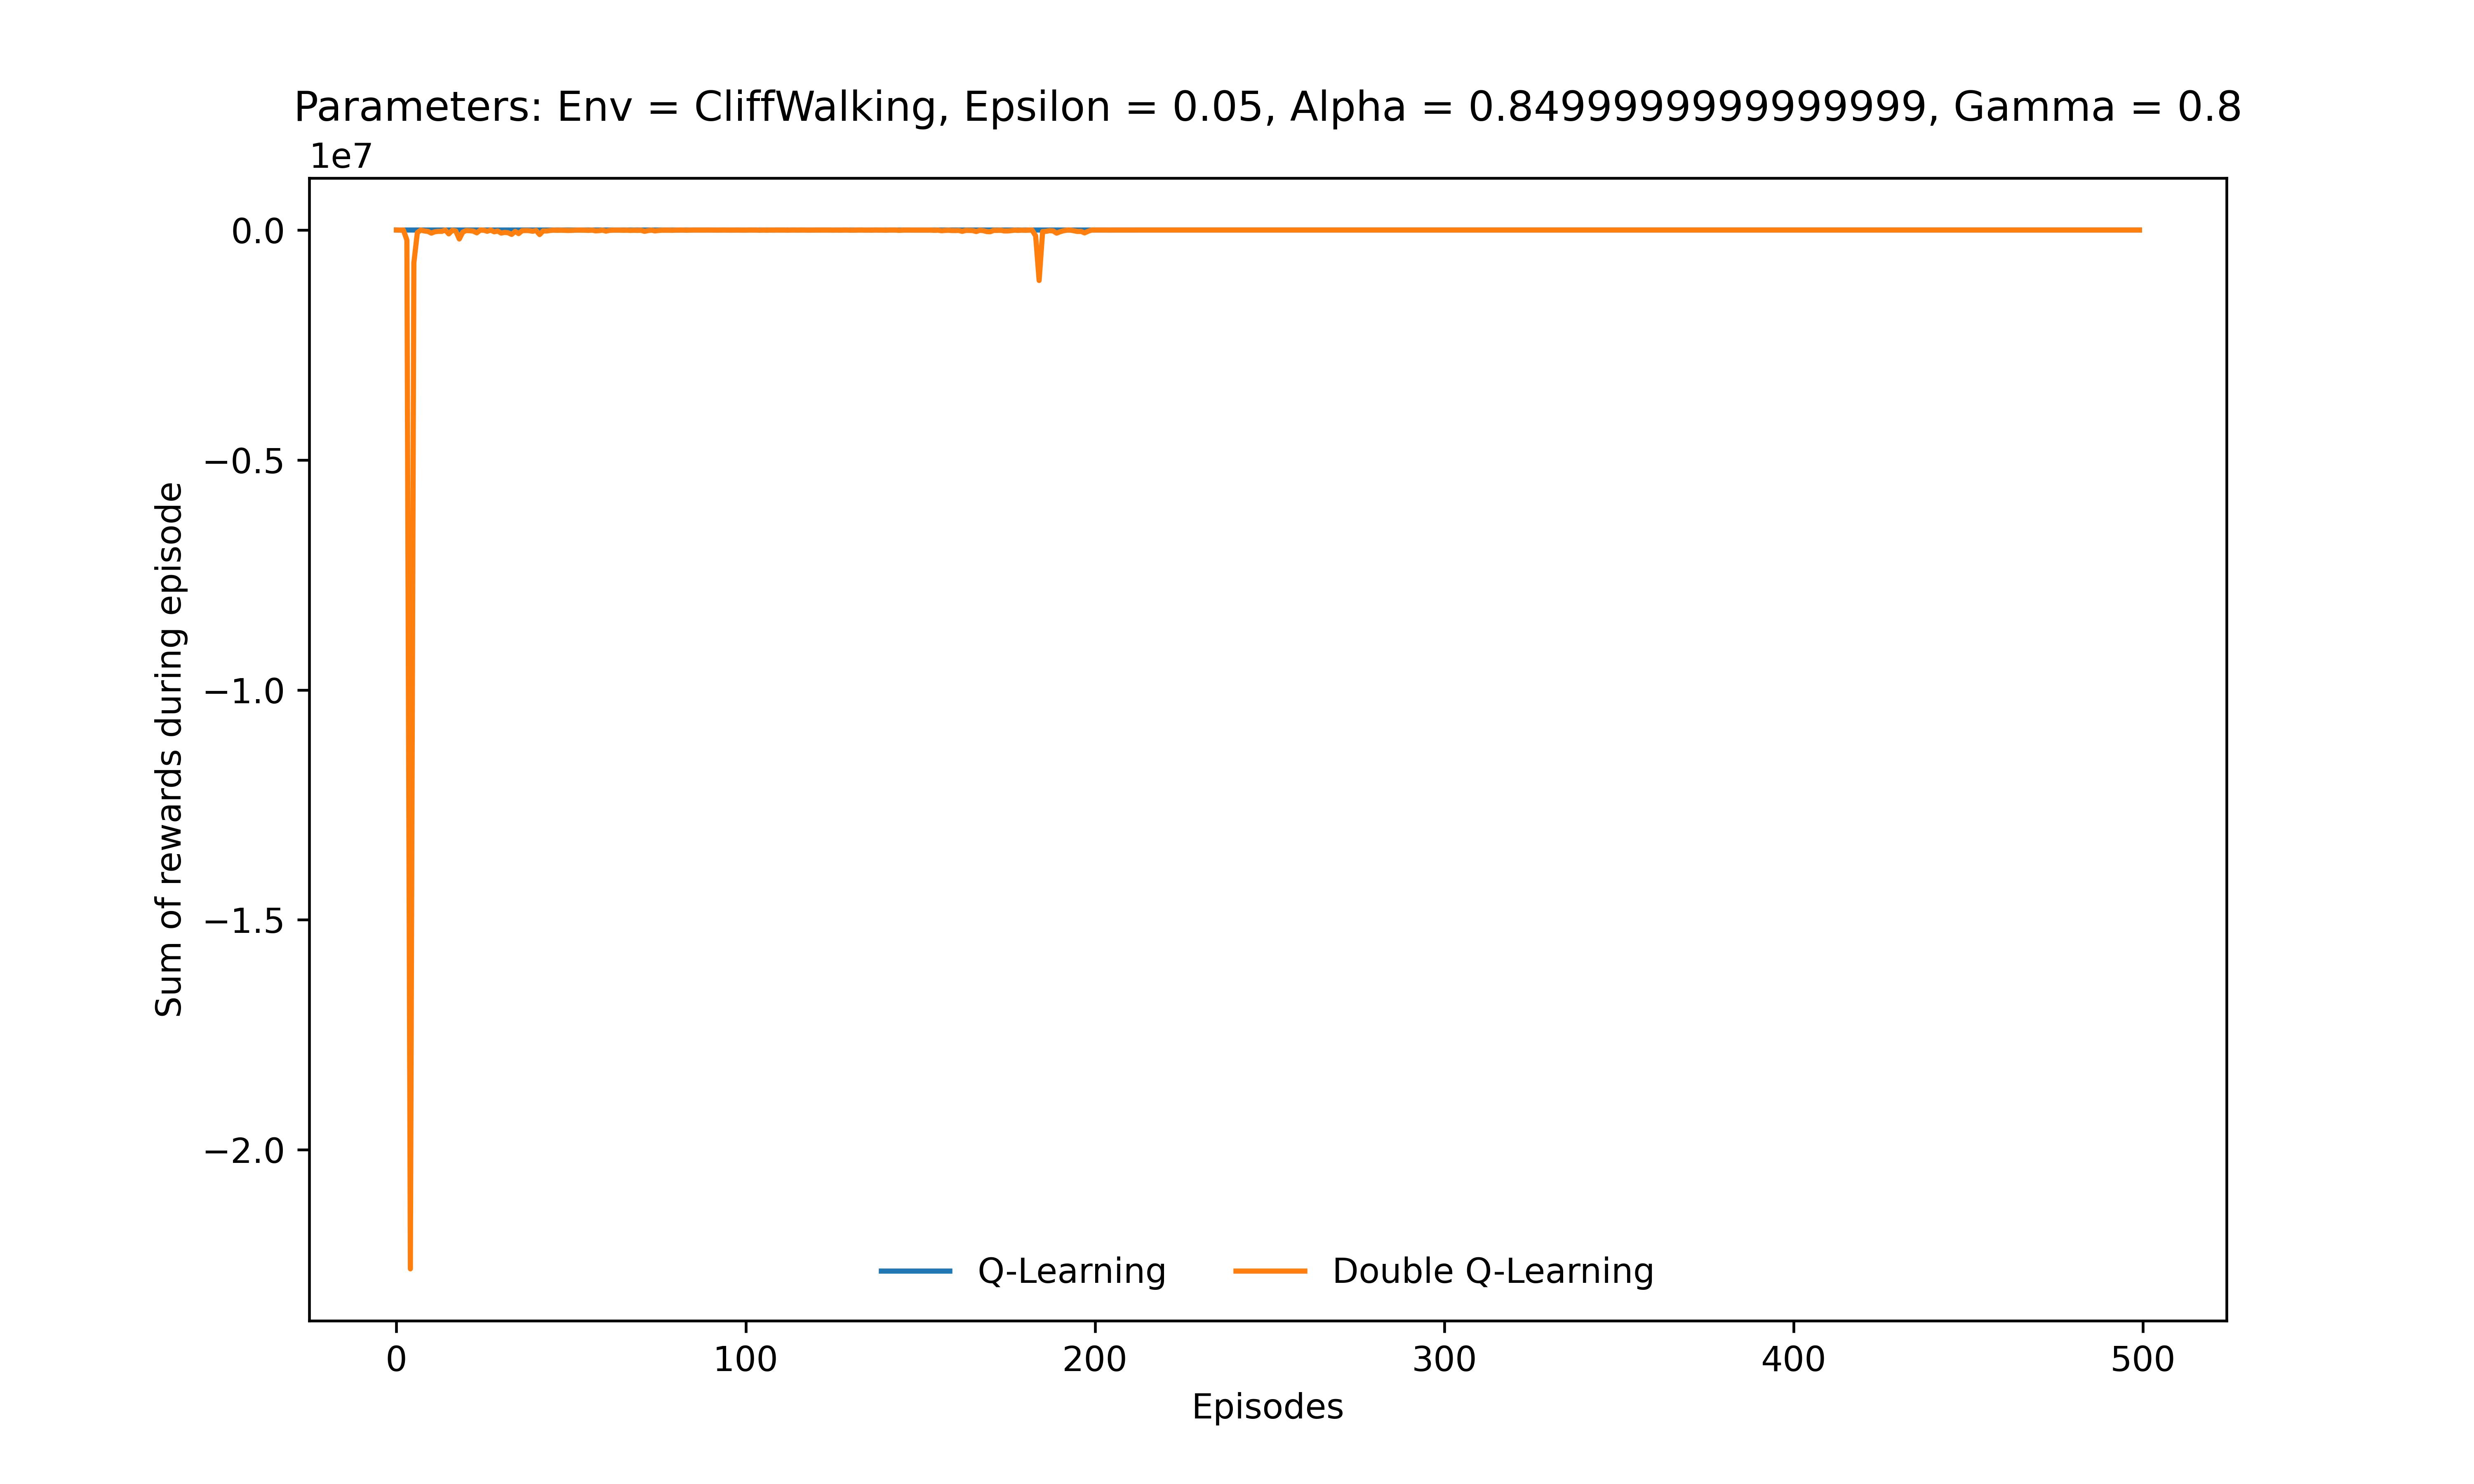 Parameters: Env = CliffWalking, Epsilon = 0.05, Alpha = 0.8499999999999999, Gamma = 0.8
1e7
0.0
−0.5
−1.0
−1.5
−2.0
Sum of rewards during episode
Q-Learning Double Q-Learning
0 100 200 300 400 500
Episodes